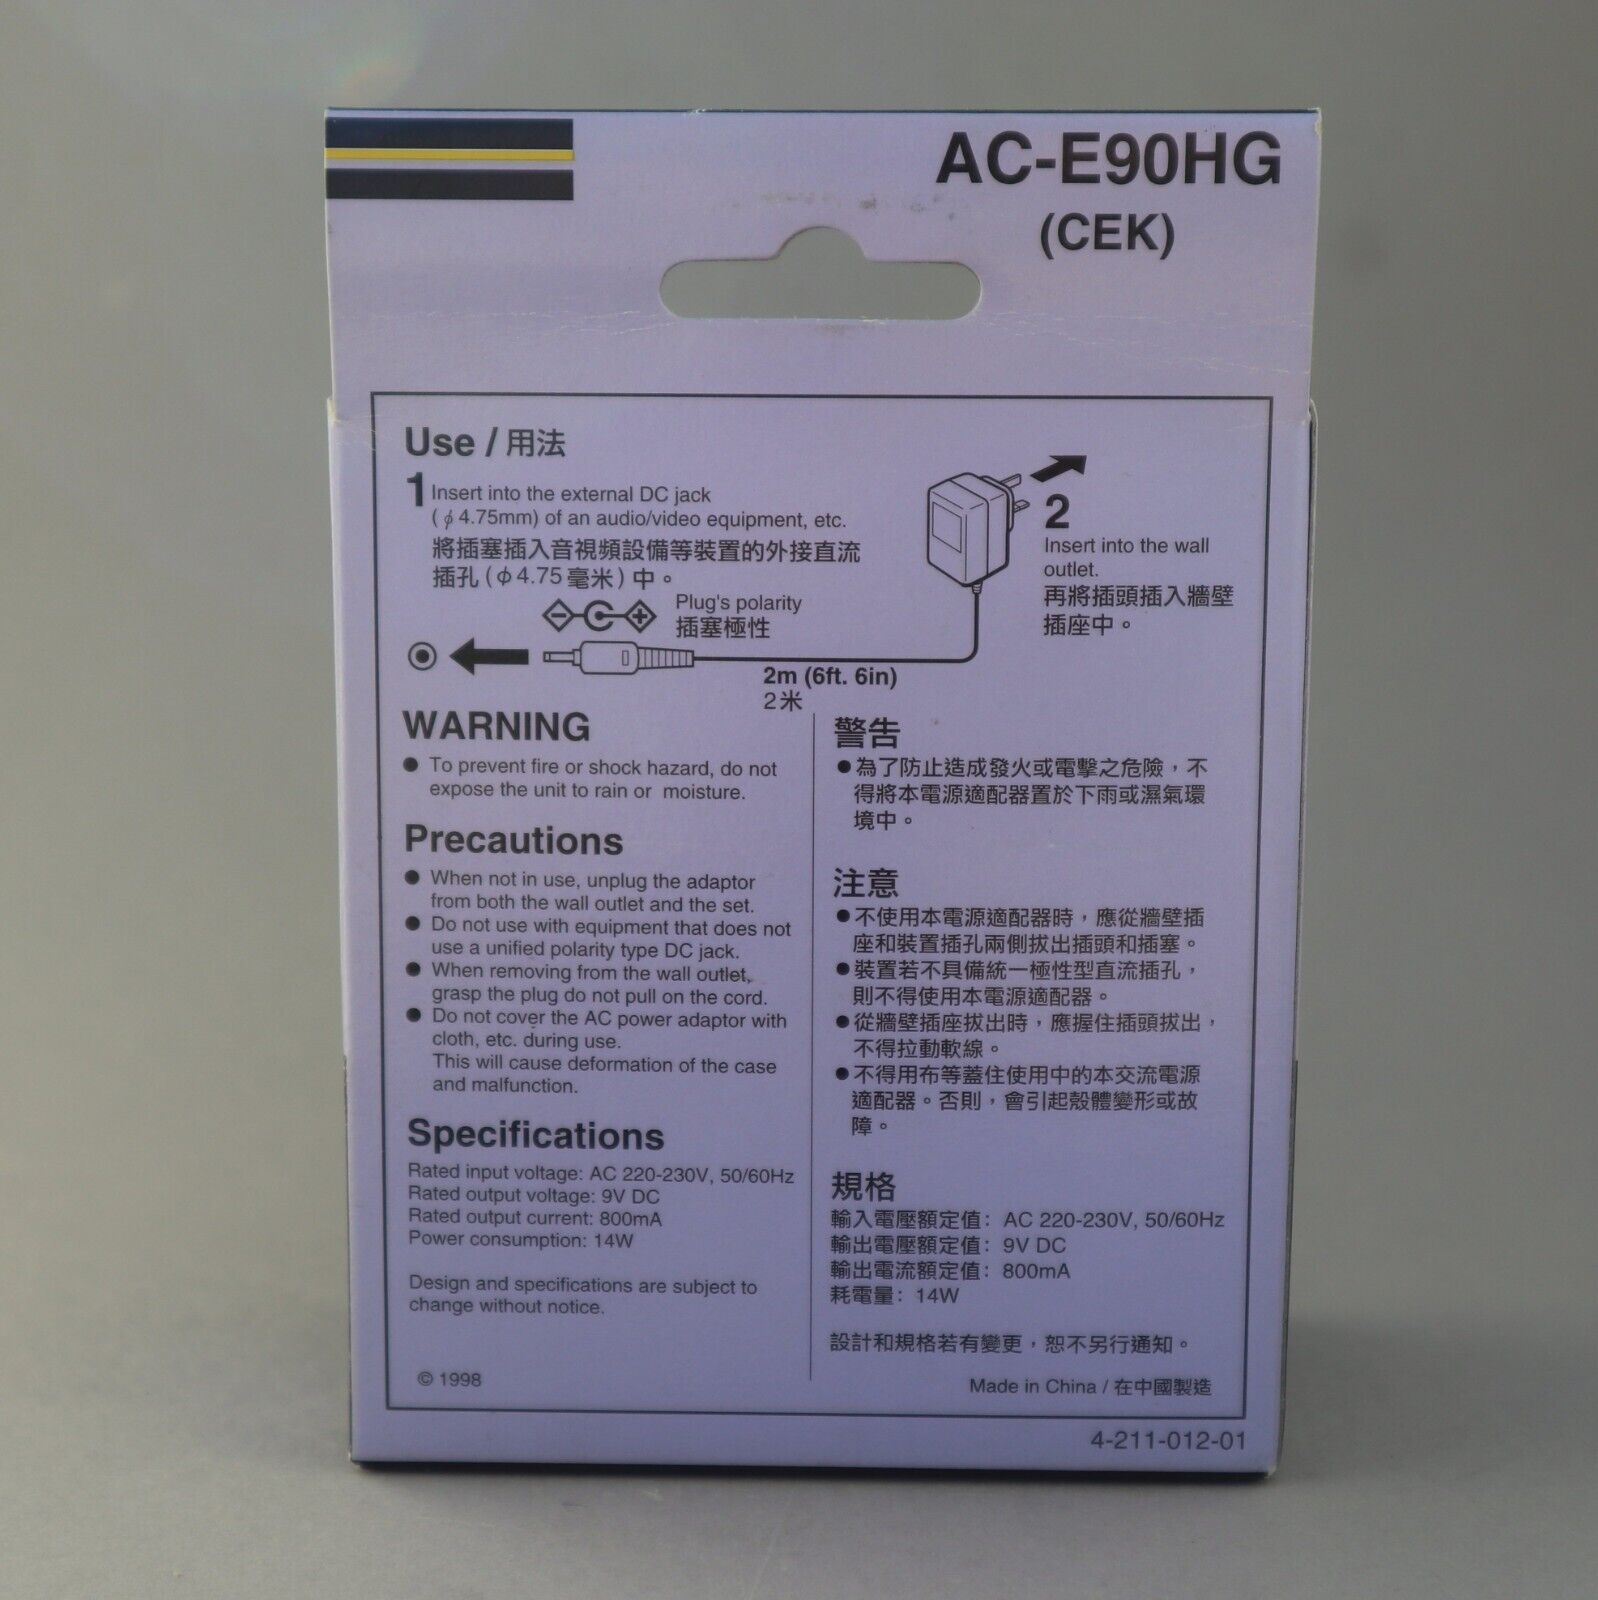 AC-E90HG
(CEK)
Use / 用法
1 Insert into the external DC jack
(φ4.75mm) of an audio/video equipment, etc.
將插塞插入音視頻設備等裝置的外接直流
插孔(φ4.75毫米)中。
Plug's polarity
插塞極性
2m (6ft. 6in)
2米
2
Insert into the wall
outlet.
再將插頭插入牆壁
插座中。
WARNING
● To prevent fire or shock hazard, do not
expose the unit to rain or moisture.
Precautions
● When not in use, unplug the adaptor
from both the wall outlet and the set.
● Do not use with equipment that does not
use a unified polarity type DC jack.
● When removing from the wall outlet,
grasp the plug do not pull on the cord.
● Do not cover the AC power adaptor with
cloth, etc. during use.
This will cause deformation of the case
and malfunction.
Specifications
Rated input voltage: AC 220-230V, 50/60Hz
Rated output voltage: 9V DC
Rated output current: 800mA
Power consumption: 14W
Design and specifications are subject to
change without notice.
© 1998
警告
●為了防止造成發火或電擊之危險，不
得將本電源適配器置於下雨或濕氣環
境中。
注意
●不使用本電源適配器時，應從牆壁插
座和裝置插孔兩側拔出插頭和插塞。
●裝置若不具備統一極性型直流插孔，
則不得使用本電源適配器。
●從牆壁插座拔出時，應握住插頭拔出，
不得拉動軟線。
●不得用布等蓋住使用中的本交流電源
適配器。否則，會引起殼體變形或故
障。
規格
輸入電壓額定值： AC 220-230V, 50/60Hz
輸出電壓額定值： 9V DC
輸出電流額定值： 800mA
耗電量： 14W
設計和規格若有變更，恕不另行通知。
Made in China / 在中國製造
4-211-012-01